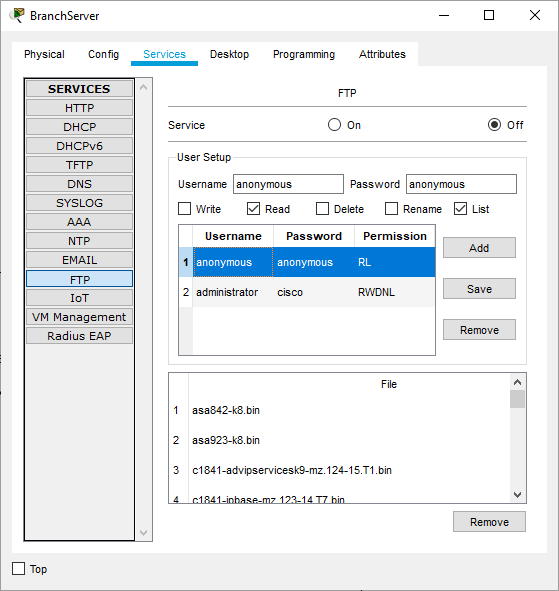 BranchServer
Physical Config Services Desktop Programming Attributes
SERVICES
HTTP
DHCP
DHCPv6
TFTP
DNS
SYSLOG
AAA
NTP
EMAIL
FTP
IoT
VM Management
Radius EAP
FTP
Service On Off
User Setup
Username anonymous Password anonymous
Write Read Delete Rename List
Username Password Permission
1 anonymous anonymous RL
2 administrator cisco RWDNL
Add
Save
Remove
File
1 asa842-k8.bin
2 asa923-k8.bin
3 c1841-advipservicesk9-mz.124-15.T1.bin
4 c1841-ipbase-mz.123-14.T7.bin
Remove
Top